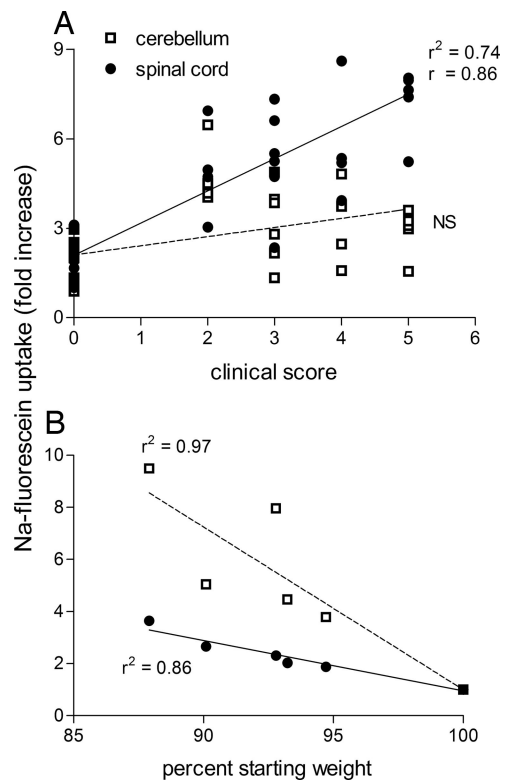 A
cerebellum
spinal cord
r² = 0.74
r = 0.86
NS
9
6
3
0
0 1 2 3 4 5 6
clinical score
Na-fluorescein uptake (fold increase)
B
r² = 0.97
r² = 0.86
10
8
6
4
2
0
85 90 95 100
percent starting weight